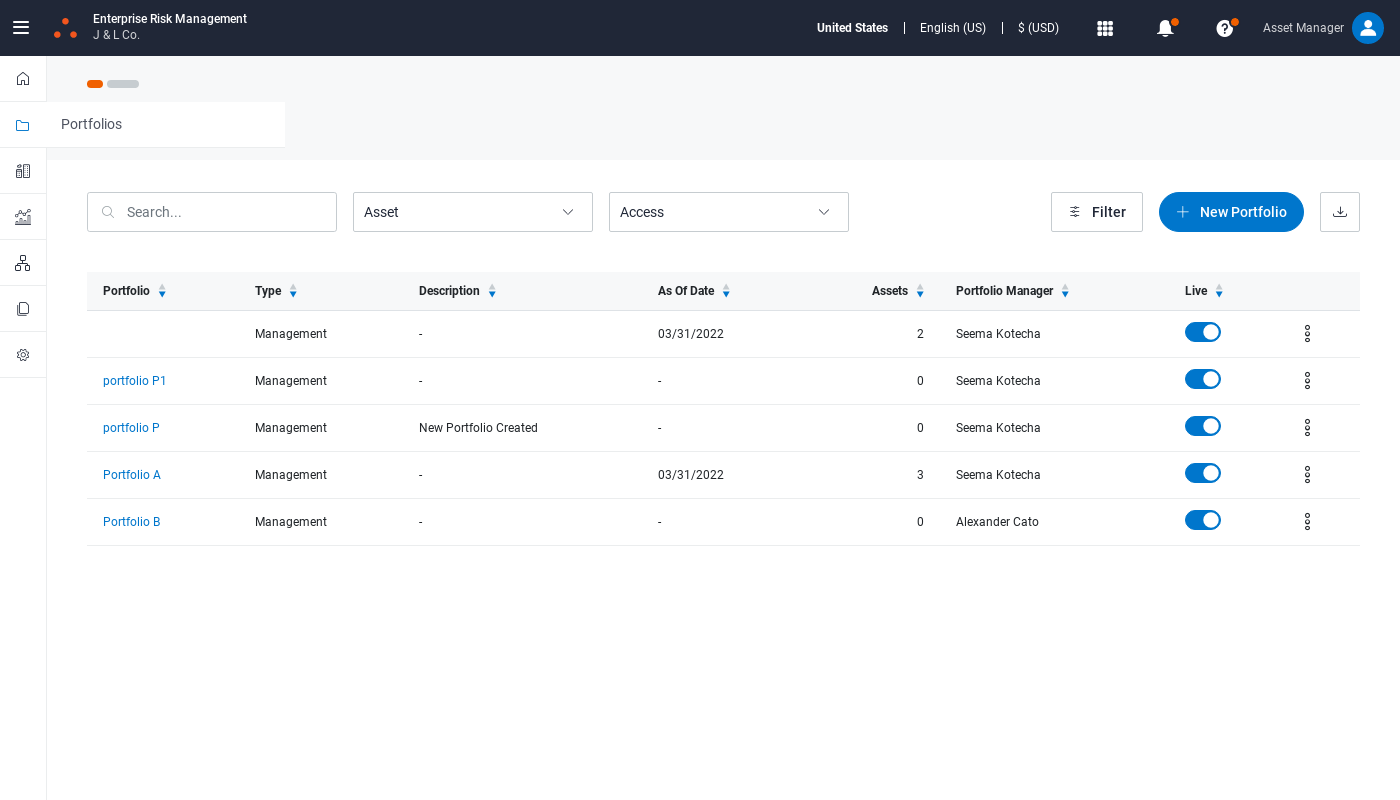 Enterprise Risk Management
J & L Co.
United States | English (US) | $ (USD)
Asset Manager
Portfolios
Search...
Asset
Access
Filter
New Portfolio
Portfolio Type Description As Of Date Assets Portfolio Manager Live
Management - 03/31/2022 2 Seema Kotecha
portfolio P1 Management - - 0 Seema Kotecha
portfolio P Management New Portfolio Created - 0 Seema Kotecha
Portfolio A Management - 03/31/2022 3 Seema Kotecha
Portfolio B Management - - 0 Alexander Cato